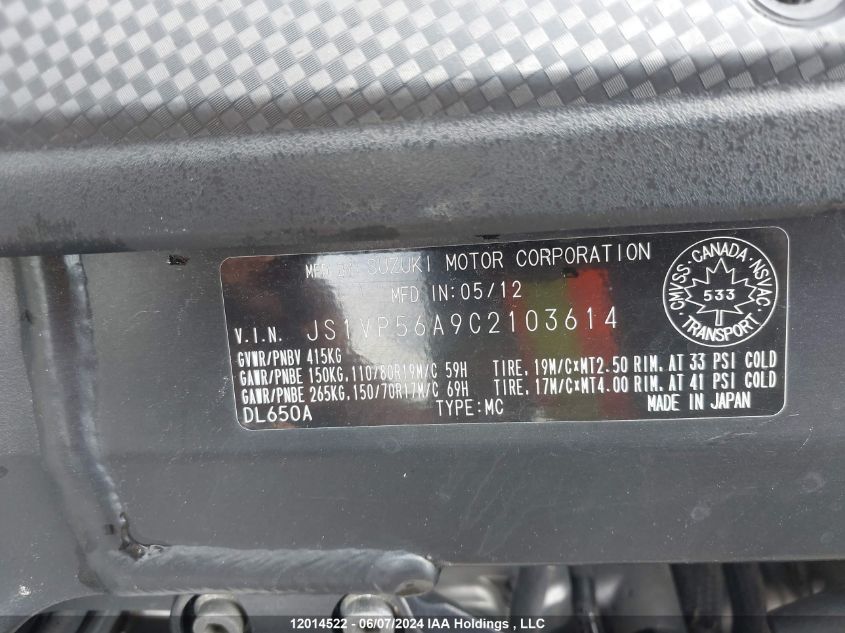 MFD BY SUZUKI MOTOR CORPORATION
MFD IN: 05/12
V.I.N. JS1VP56A9C2103614
GVWR/PNBV 415KG
GAWR/PNBE 150KG.110/80R19M/C 59H TIRE. 19M/C×MT2.50 RIM. AT 33 PSI COLD
GAWR/PNBE 265KG.150/70R17M/C 69H TIRE. 17M/C×MT4.00 RIM. AT 41 PSI COLD
DL650A TYPE:MC MADE IN JAPAN
CMVSS CANADA NSVAC
533
TRANSPORT
12014522 - 06/07/2024 IAA Holdings, LLC